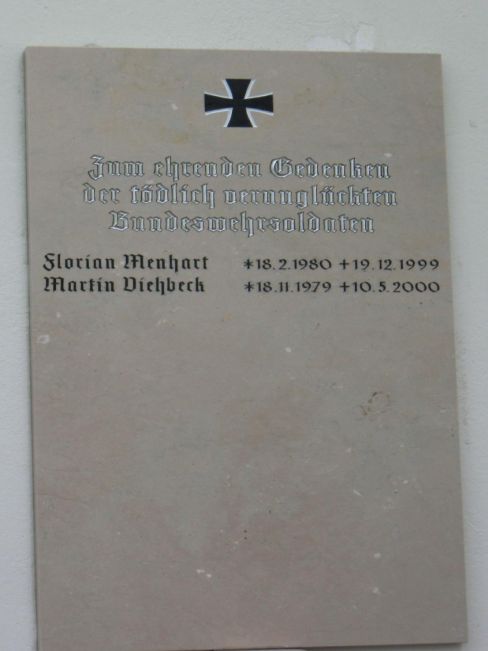 Zum ehrenden Gedenken
der tödlich verunglückten
Bundeswehrsoldaten
Florian Menhart *18.2.1980 +19.12.1999
Martin Viehbeck *18.11.1979 +10.5.2000